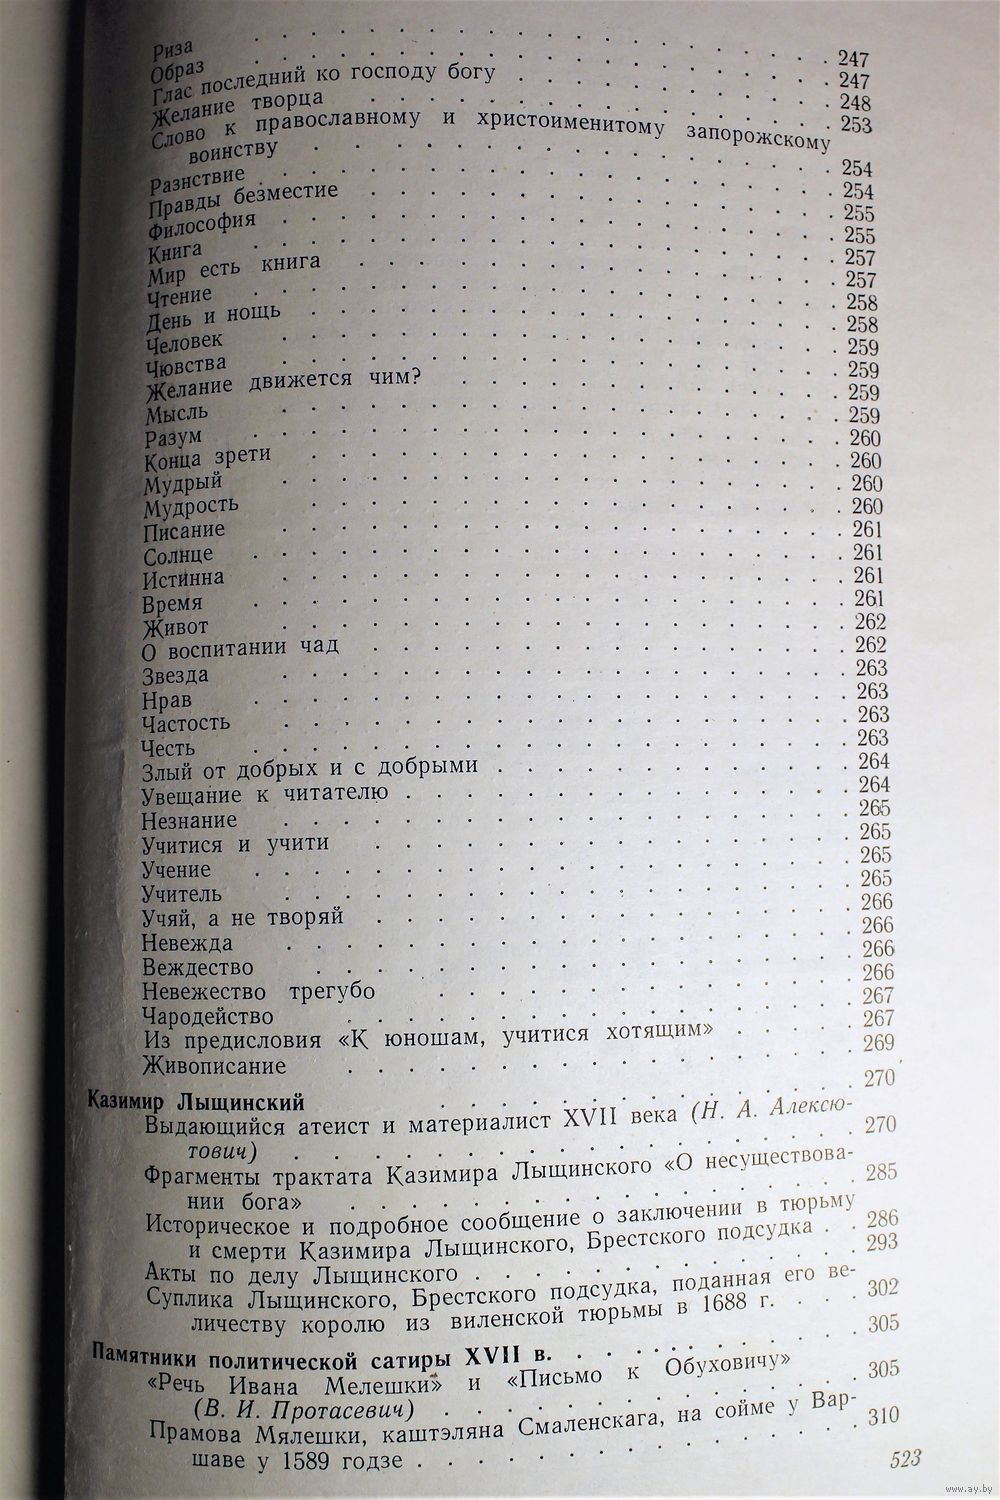 Риза . . . . . . . . . . 247
Образ . . . . . . . . . . 247
Глас последний ко господу богу . . . . . . . . . . 248
Желание творца . . . . . . . . . . 253
Слово к православному и христоименитому запорожскому
воинству . . . . . . . . . . 254
Разнствие . . . . . . . . . . 254
Правды безместие . . . . . . . . . . 255
Философия . . . . . . . . . . 255
Книга . . . . . . . . . . 257
Мир есть книга . . . . . . . . . . 257
Чтение . . . . . . . . . . 258
День и нощь . . . . . . . . . . 258
Человек . . . . . . . . . . 259
Чювства . . . . . . . . . . 259
Желание движется чим? . . . . . . . . . . 259
Мысль . . . . . . . . . . 259
Разум . . . . . . . . . . 260
Конца зрети . . . . . . . . . . 260
Мудрый . . . . . . . . . . 260
Мудрость . . . . . . . . . . 260
Писание . . . . . . . . . . 261
Солнце . . . . . . . . . . 261
Истинна . . . . . . . . . . 261
Время . . . . . . . . . . 261
Живот . . . . . . . . . . 262
О воспитании чад . . . . . . . . . . 262
Звезда . . . . . . . . . . 263
Нрав . . . . . . . . . . 263
Частость . . . . . . . . . . 263
Честь . . . . . . . . . . 263
Злый от добрых и с добрыми . . . . . . . . . . 264
Увещание к читателю . . . . . . . . . . 264
Незнание . . . . . . . . . . 265
Учитися и учити . . . . . . . . . . 265
Учение . . . . . . . . . . 265
Учитель . . . . . . . . . . 265
Учяй, а не творяй . . . . . . . . . . 266
Невежда . . . . . . . . . . 266
Веждество . . . . . . . . . . 266
Невежество трегубо . . . . . . . . . . 266
Чародейство . . . . . . . . . . 267
Из предисловия «К юношам, учитися хотящим» . . . . . 267
Живописание . . . . . . . . . . 269
Казимир Лыщинский . . . . . . . . . . 270
Выдающийся атеист и материалист XVII века (Н. А. Алексю-
тович) . . . . . . . . . . 270
Фрагменты трактата Казимира Лыщинского «О несуществова-
нии бога» . . . . . . . . . . 285
Историческое и подробное сообщение о заключении в тюрьму
и смерти Казимира Лыщинского, Брестского подсудка . . 286
Акты по делу Лыщинского . . . . . . . . . . 293
Суплика Лыщинского, Брестского подсудка, поданная его ве-
личеству королю из виленской тюрьмы в 1688 г. . . . 302
Памятники политической сатиры XVII в. . . . . . . . . . . 305
«Речь Ивана Мелешки» и «Письмо к Обуховичу»
(В. И. Протасевич) . . . . . . . . . . 305
Прамова Мялешки, каштэляна Смаленскага, на сойме у Вар-
шаве у 1589 годзе . . . . . . . . . . 310
523
www.ay.by